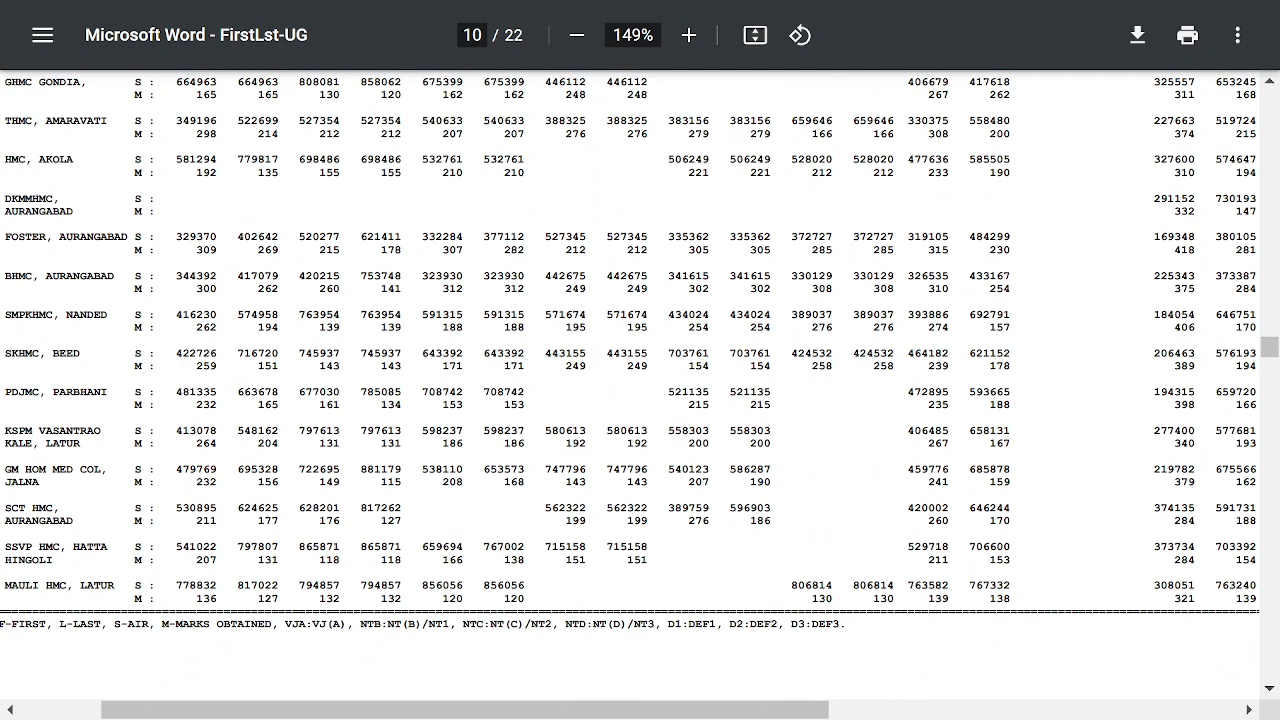 Microsoft Word - FirstLst-UG 10 / 22 149%
GHMC GONDIA, S : 664963 664963 808081 858062 675399 675399 446112 446112 406679 417618 325557 653245
M : 165 165 130 120 162 162 248 248 267 262 311 168
THMC, AMARAVATI S : 349196 522699 527354 527354 540633 540633 388325 388325 383156 383156 659646 659646 330375 558480 227663 519724
M : 298 214 212 212 207 207 276 276 279 279 166 166 308 200 374 215
HMC, AKOLA S : 581294 779817 698486 698486 532761 532761 506249 506249 528020 528020 477636 585505 327600 574647
M : 192 135 155 155 210 210 221 221 212 212 233 190 310 194
DKMMHMC, S : 291152 730193
AURANGABAD M : 332 147
FOSTER, AURANGABAD S : 329370 402642 520277 621411 332284 377112 527345 527345 335362 335362 372727 372727 319105 484299 169348 380105
M : 309 269 215 178 307 282 212 212 305 305 285 285 315 230 418 281
BHMC, AURANGABAD S : 344392 417079 420215 753748 323930 323930 442675 442675 341615 341615 330129 330129 326535 433167 225343 373387
M : 300 262 260 141 312 312 249 249 302 302 308 308 310 254 375 284
SMPKHMC, NANDED S : 416230 574958 763954 763954 591315 591315 571674 571674 434024 434024 389037 389037 393886 692791 184054 646751
M : 262 194 139 139 188 188 195 195 254 254 276 276 274 157 406 170
SKHMC, BEED S : 422726 716720 745937 745937 643392 643392 443155 443155 703761 703761 424532 424532 464182 621152 206463 576193
M : 259 151 143 143 171 171 249 249 154 154 258 258 239 178 389 194
PDJMC, PARBHANI S : 481335 663678 677030 785085 708742 708742 521135 521135 472895 593665 194315 659720
M : 232 165 161 134 153 153 215 215 235 188 398 166
KSPM VASANTRAO S : 413078 548162 797613 797613 598237 598237 580613 580613 558303 558303 406485 658131 277400 577681
KALE, LATUR M : 264 204 131 131 186 186 192 192 200 200 267 167 340 193
GM HOM MED COL, S : 479769 695328 722695 881179 538110 653573 747796 747796 540123 586287 459776 685878 219782 675566
JALNA M : 232 156 149 115 208 168 143 143 207 190 241 159 379 162
SCT HMC, S : 530895 624625 628201 817262 562322 562322 389759 596903 420002 646244 374135 591731
AURANGABAD M : 211 177 176 127 199 199 276 186 260 170 284 188
SSVP HMC, HATTA S : 541022 797807 865871 865871 659694 767002 715158 715158 529718 706600 373734 703392
HINGOLI M : 207 131 118 118 166 138 151 151 211 153 284 154
MAULI HMC, LATUR S : 778832 817022 794857 794857 856056 856056 806814 806814 763582 767332 308051 763240
M : 136 127 132 132 120 120 130 130 139 138 321 139
F-FIRST, L-LAST, S-AIR, M-MARKS OBTAINED, VJA:VJ(A), NTB:NT(B)/NT1, NTC:NT(C)/NT2, NTD:NT(D)/NT3, D1:DEF1, D2:DEF2, D3:DEF3.